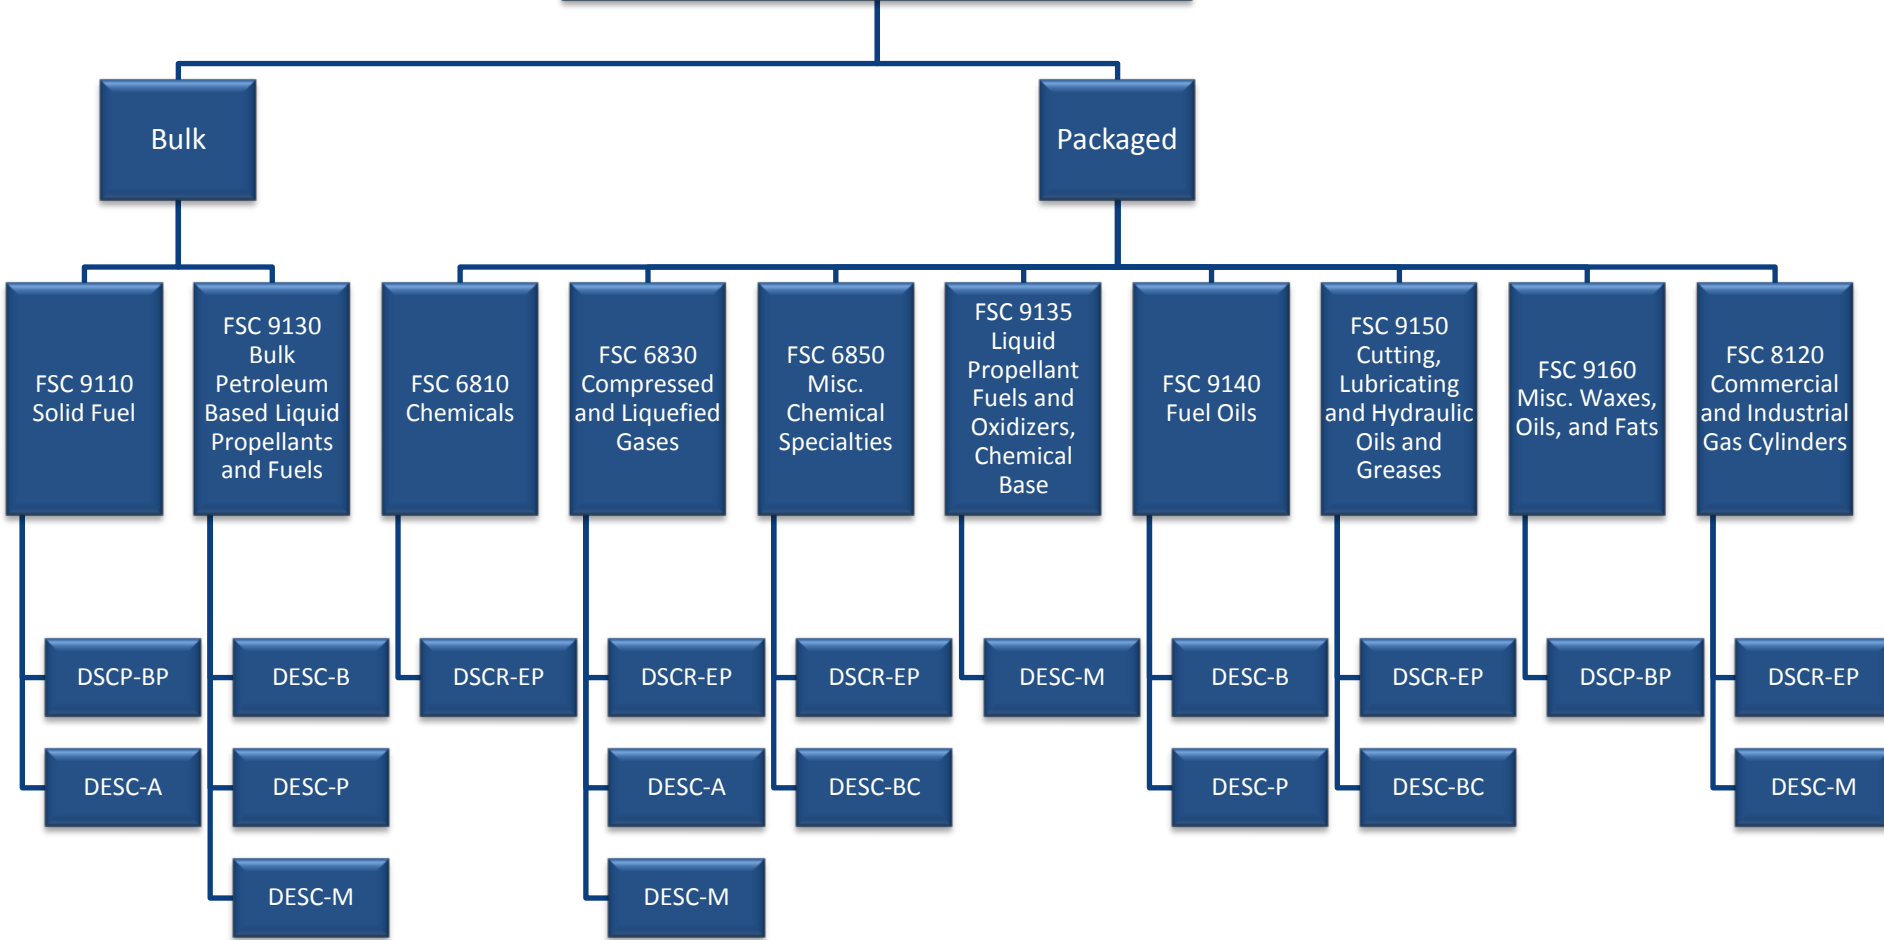 Bulk
Packaged
FSC 9110
Solid Fuel
FSC 9130
Bulk
Petroleum
Based Liquid
Propellants
and Fuels
FSC 6810
Chemicals
FSC 6830
Compressed
and Liquefied
Gases
FSC 6850
Misc.
Chemical
Specialties
FSC 9135
Liquid
Propellant
Fuels and
Oxidizers,
Chemical
Base
FSC 9140
Fuel Oils
FSC 9150
Cutting,
Lubricating
and Hydraulic
Oils and
Greases
FSC 9160
Misc. Waxes,
Oils, and Fats
FSC 8120
Commercial
and Industrial
Gas Cylinders
DSCP-BP
DESC-B
DSCR-EP
DSCR-EP
DSCR-EP
DESC-M
DESC-B
DSCR-EP
DSCP-BP
DSCR-EP
DESC-A
DESC-P
DESC-A
DESC-BC
DESC-P
DESC-BC
DESC-M
DESC-M
DESC-M